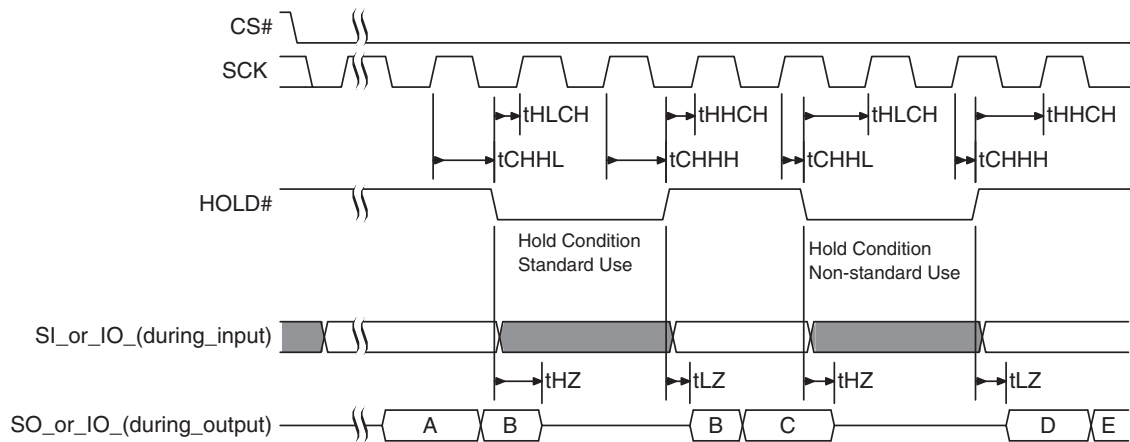 CS#
SCK
tHLCH tHHCH tHLCH tHHCH
tCHHL tCHHH tCHHL tCHHH
HOLD#
Hold Condition
Standard Use
Hold Condition
Non-standard Use
SI_or_IO_(during_input)
tHZ tLZ tHZ tLZ
SO_or_IO_(during_output) A B B C D E